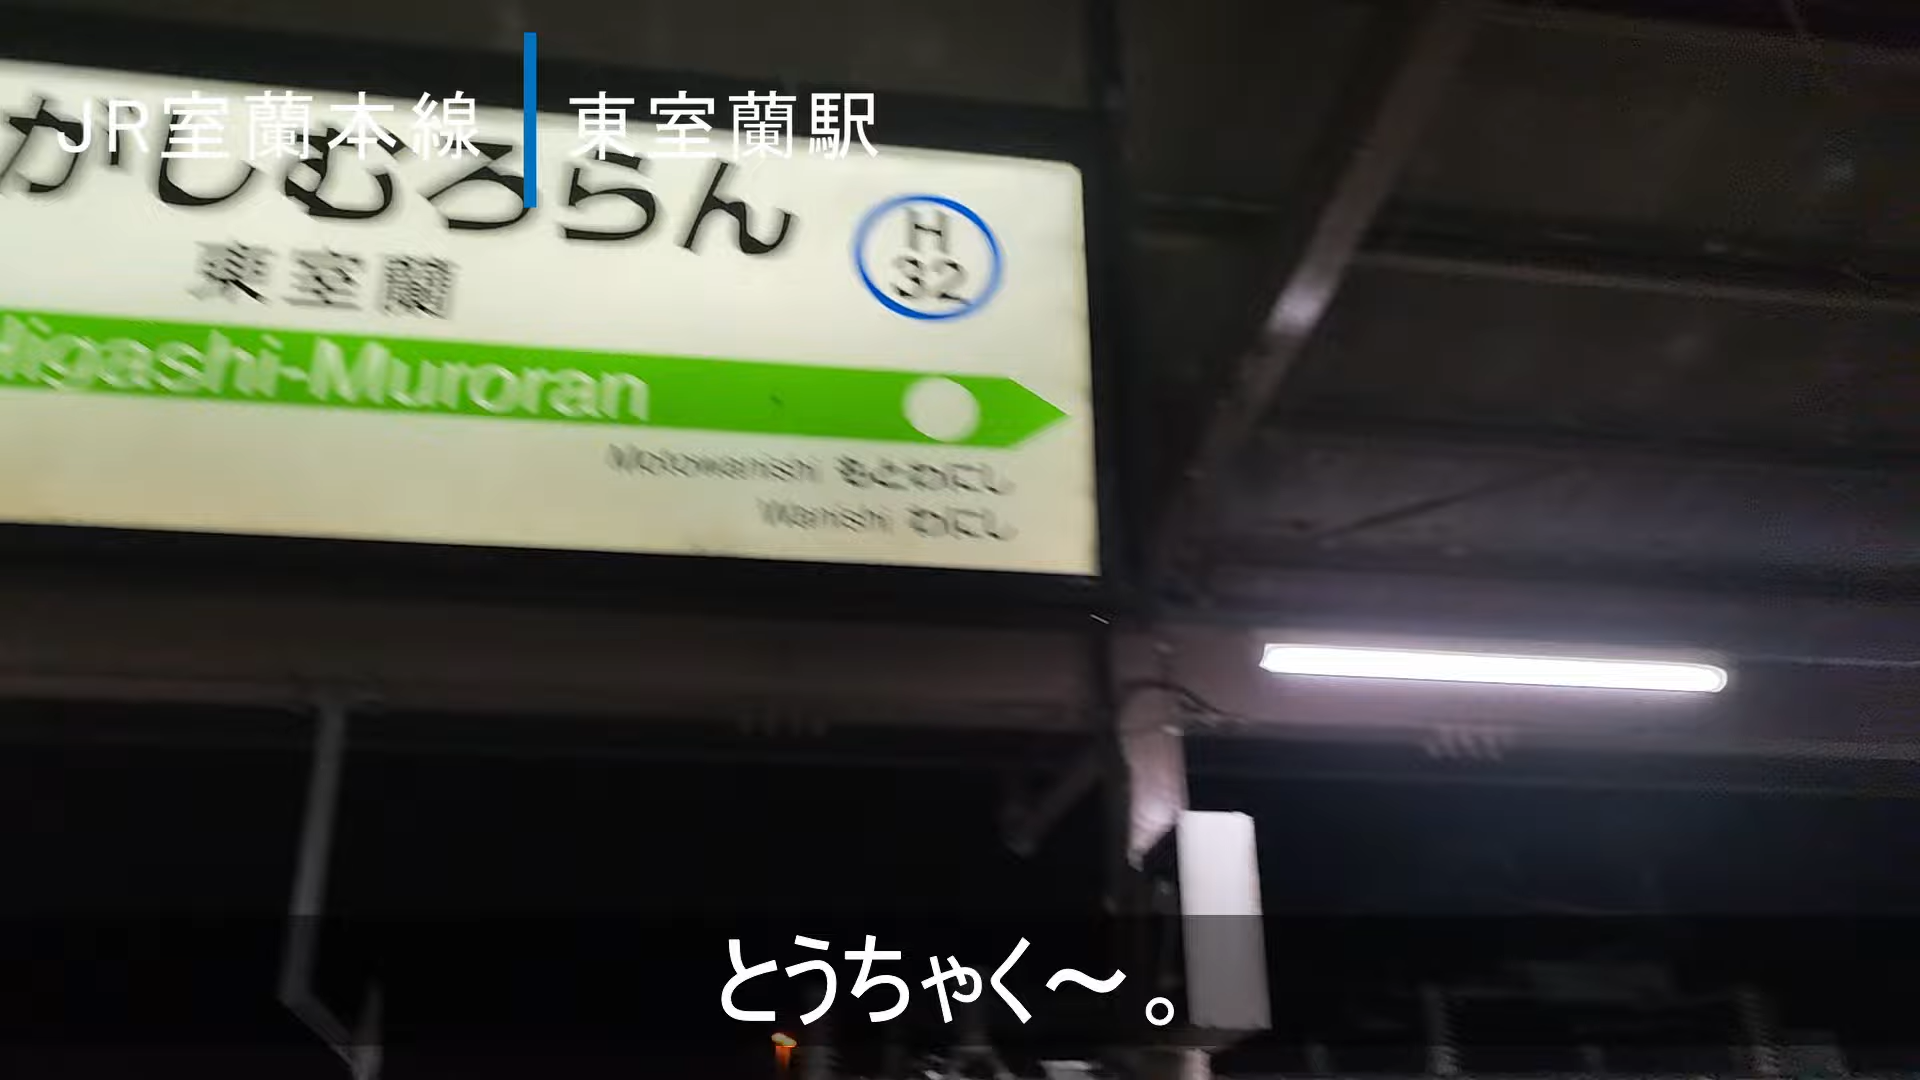 JR室蘭本線 東室蘭駅
がしむろらん
H
32
東室蘭
Higashi-Muroran
Motowanishi もとわにし
Wanishi わにし
とうちゃく～。